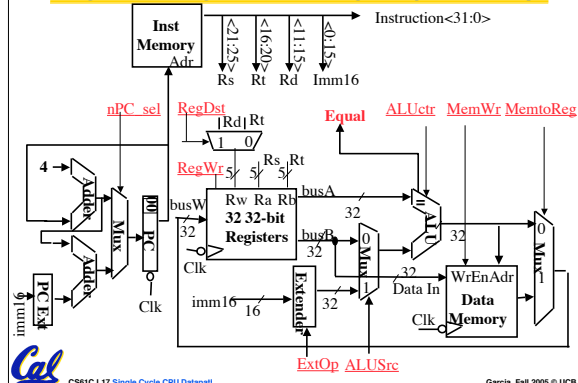 Inst
Memory
Adr
Instruction<31:0>
<21:25>
<16:20>
<11:15>
<0:15>
Rs
Rt
Rd
Imm16
nPC_sel
RegDst
Rd
Rt
1
0
Equal
ALUctr
MemWr
MemtoReg
RegWr
5
5
5
Rs
Rt
4
Adder
Adder
Mux
00
PC
Clk
PC Ext
imm16
busW
32
Rw Ra Rb
32 32-bit
Registers
Clk
busA
32
busB
32
0
Mux
1
=
ALU
32
0
Mux
1
imm16
16
Extender
32
32
Data In
Clk
WrEn
Adr
Data
Memory
ExtOp
ALUSrc
Cal
CS61C L17 Single Cycle CPU Datapath
Garcia, Fall 2005 © UCB